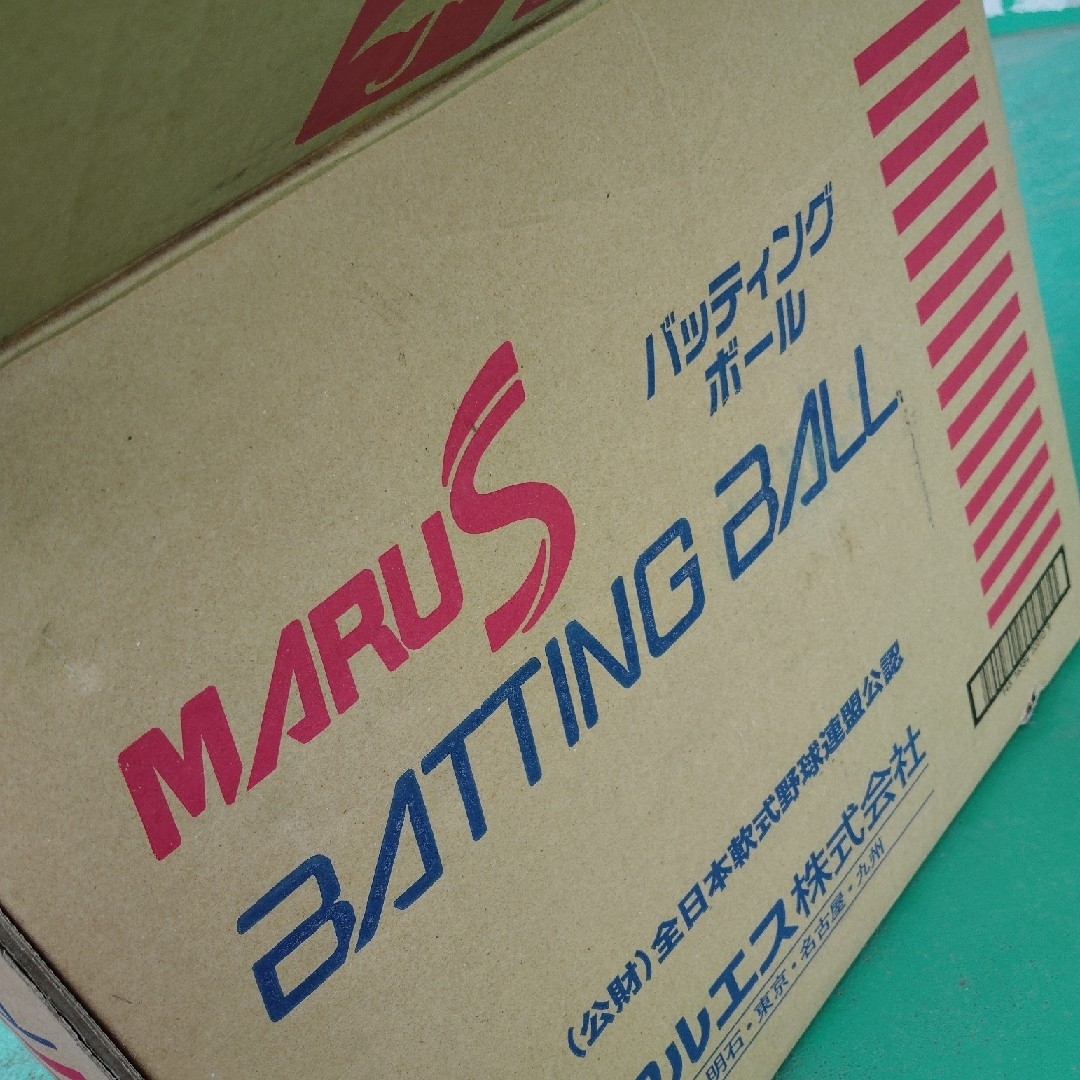 バッティング
ボール
MARUS
BATTING BALL
(公財)全日本軟式野球連盟公認
ルエス株式会社
明石・東京・名古屋・九州